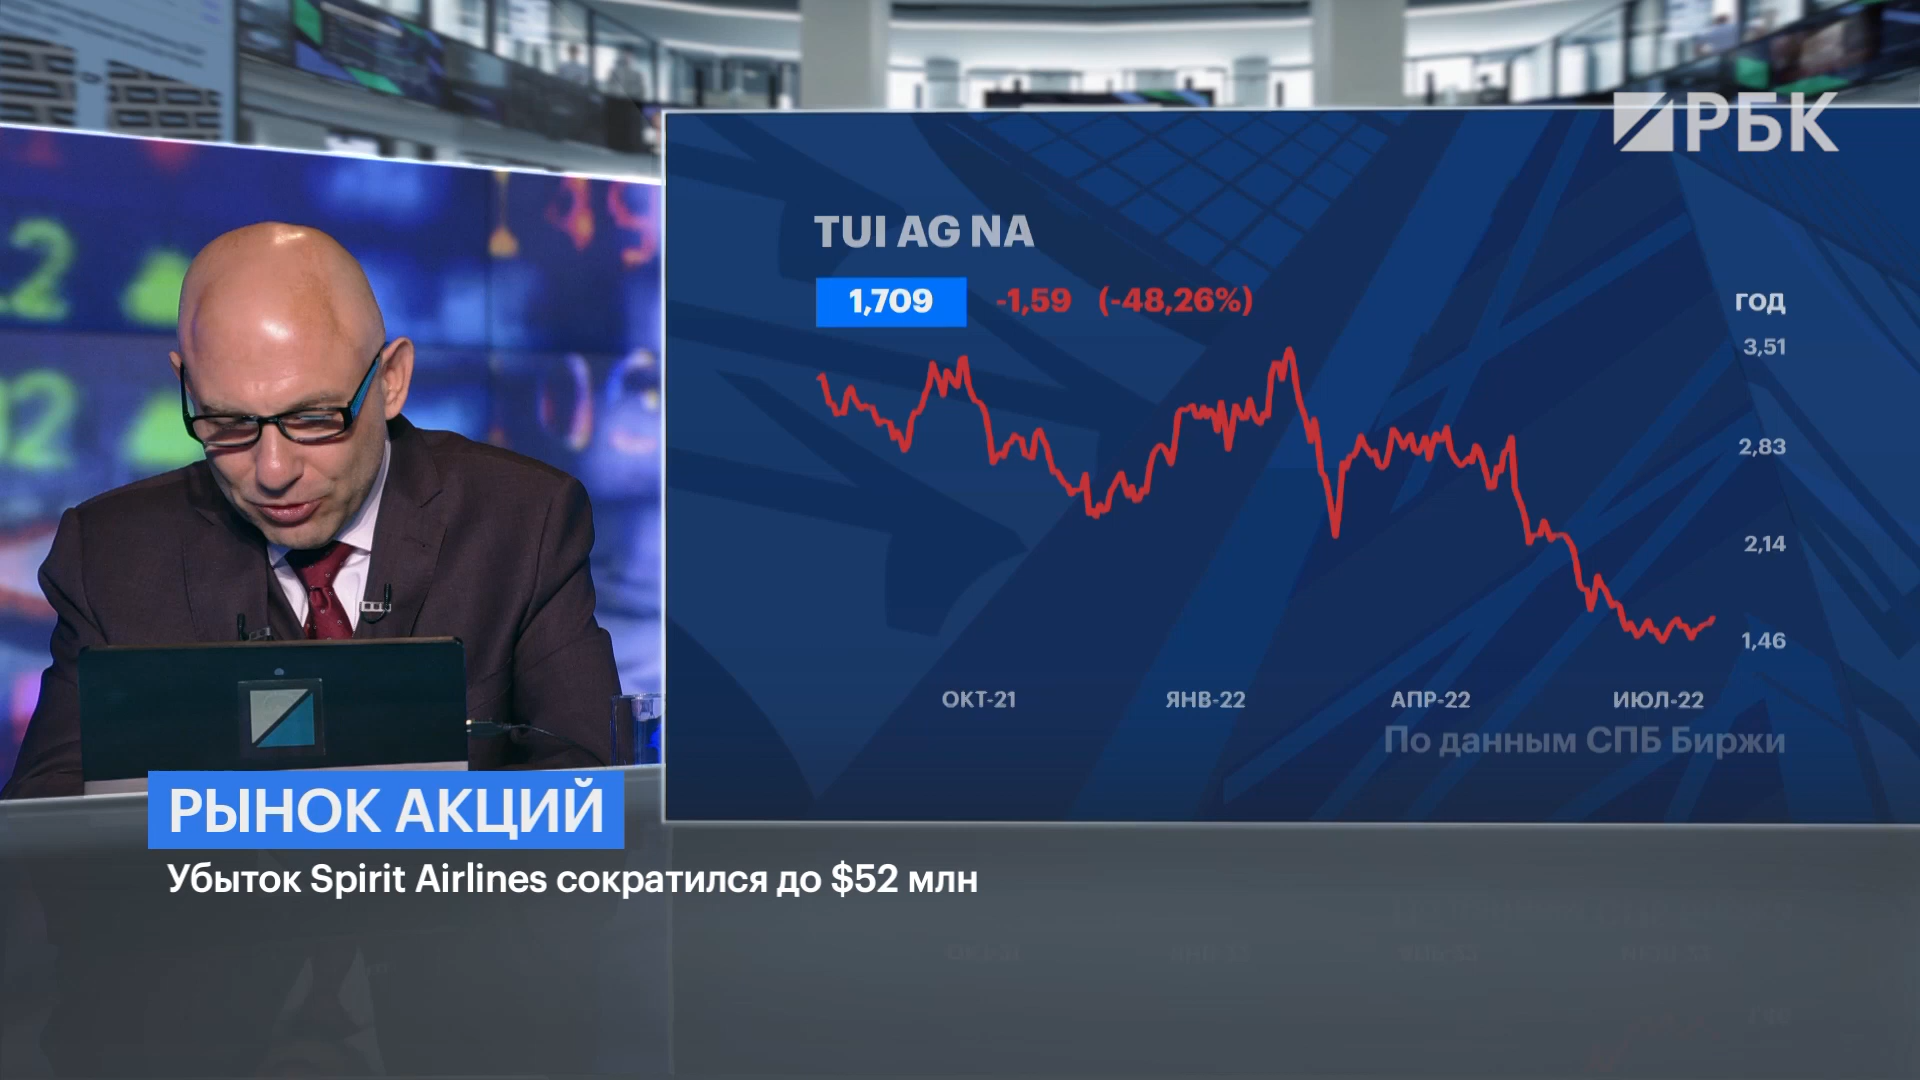 РБК
TUI AG NA
1,709 -1,59 (-48,26%)
ГОД
3,51
2,83
2,14
1,46
ОКТ-21 ЯНВ-22 АПР-22 ИЮЛ-22
По данным СПБ Биржи
РЫНОК АКЦИЙ
Убыток Spirit Airlines сократился до $52 млн